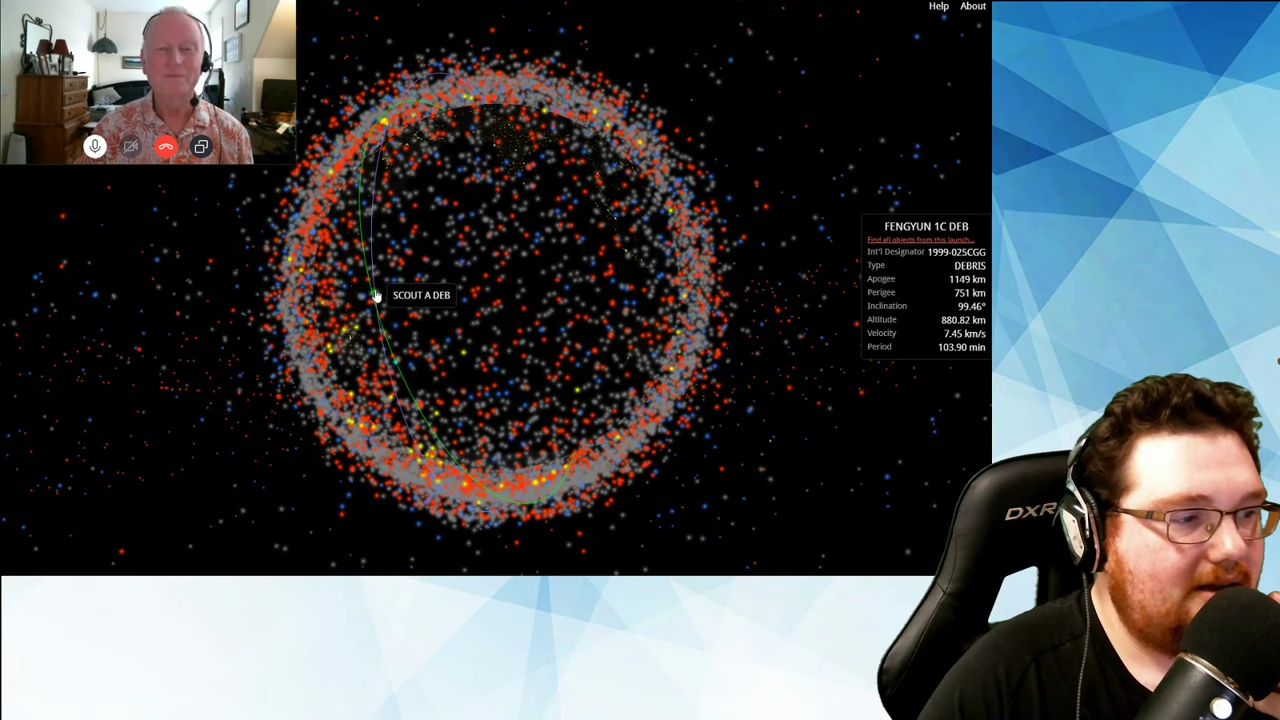 Help About
FENGYUN 1C DEB
Find all objects from this launch...
Int'l Designator 1999-025CGG
Type DEBRIS
Apogee 1149 km
Perigee 751 km
Inclination 99.46°
Altitude 880.82 km
Velocity 7.45 km/s
Period 103.90 min
SCOUT A DEB
DXR